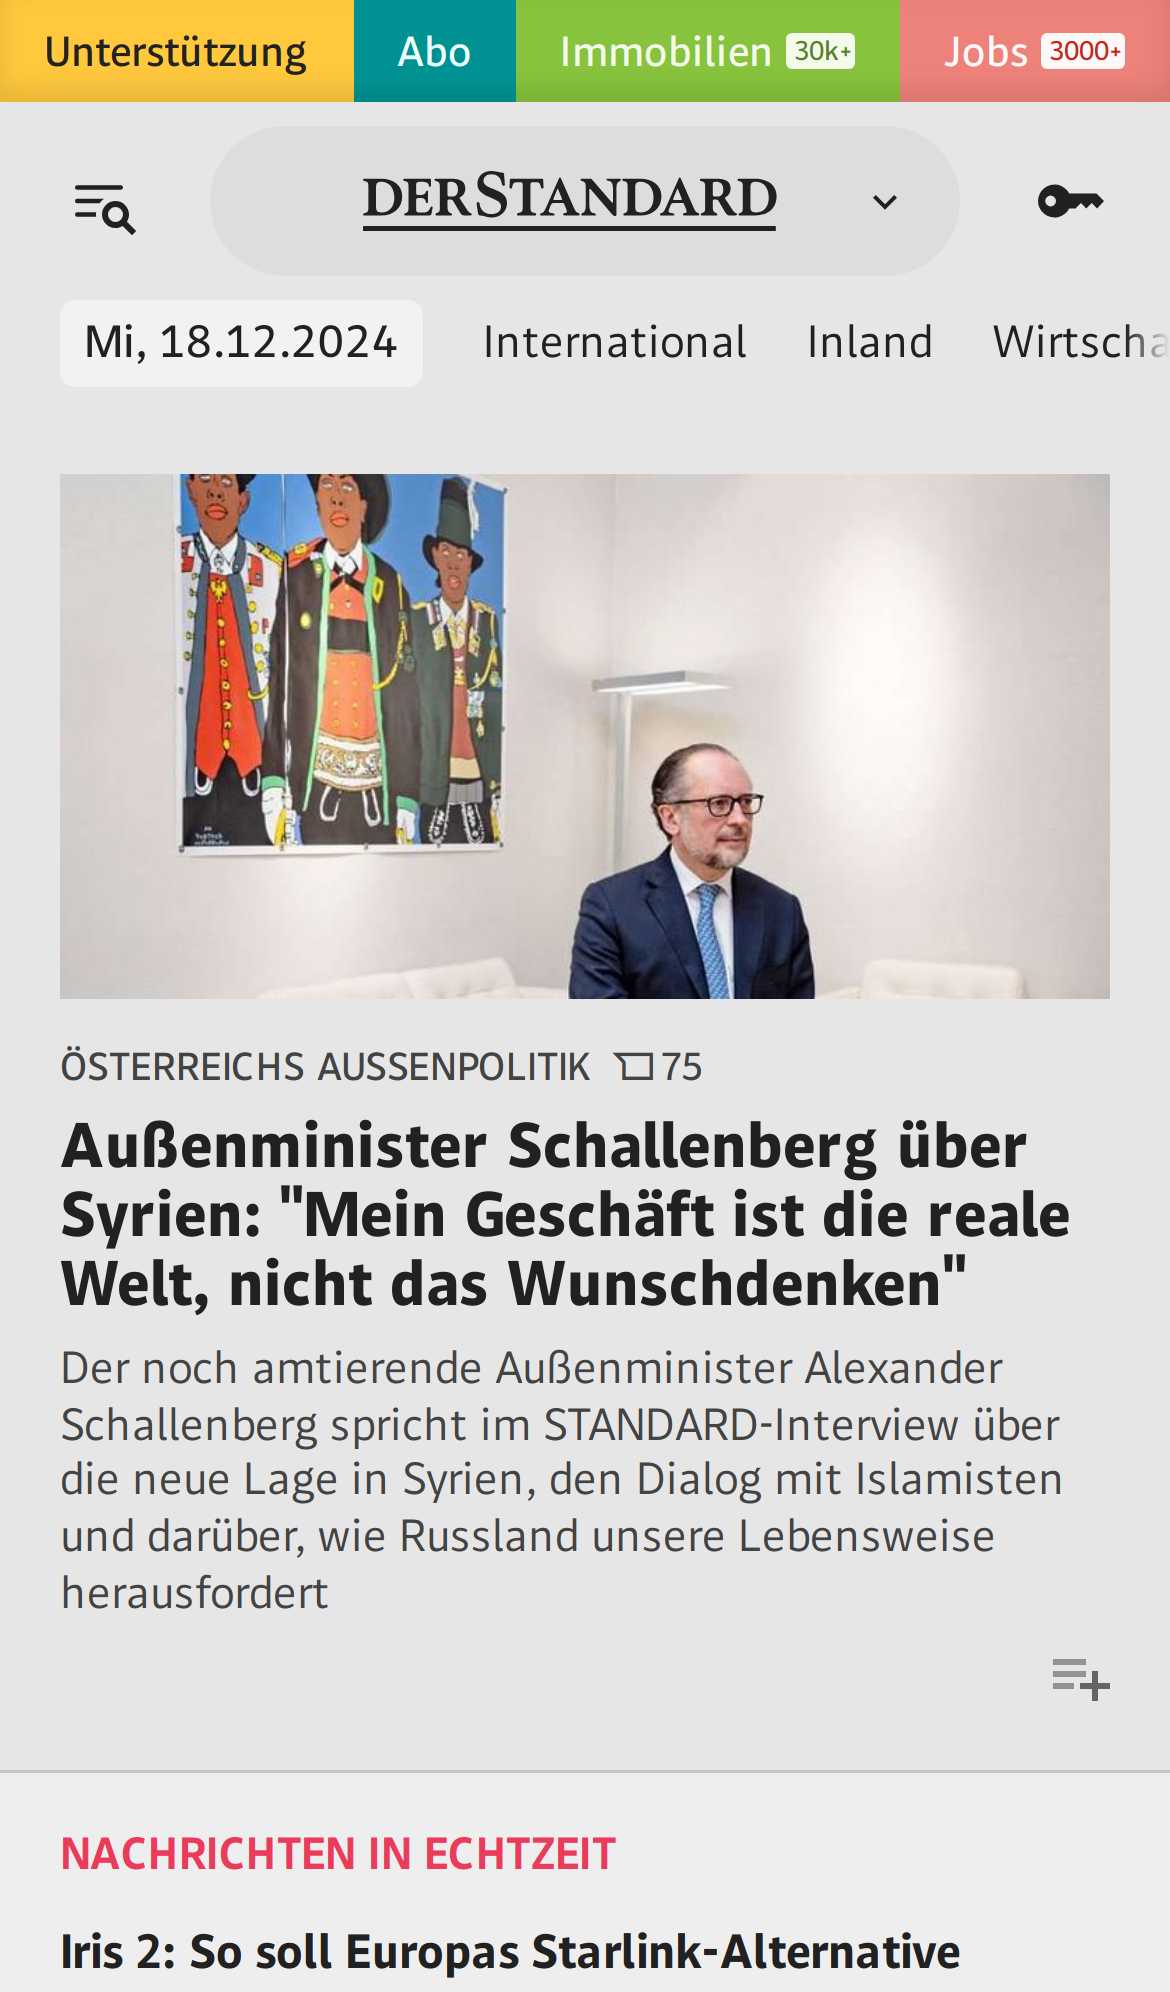 Unterstützung Abo Immobilien 30k+ Jobs 3000+
DERSTANDARD
Mi, 18.12.2024 International Inland Wirtscha
ÖSTERREICHS AUSSENPOLITIK 75
Außenminister Schallenberg über
Syrien: "Mein Geschäft ist die reale
Welt, nicht das Wunschdenken"
Der noch amtierende Außenminister Alexander
Schallenberg spricht im STANDARD-Interview über
die neue Lage in Syrien, den Dialog mit Islamisten
und darüber, wie Russland unsere Lebensweise
herausfordert
NACHRICHTEN IN ECHTZEIT
Iris 2: So soll Europas Starlink-Alternative